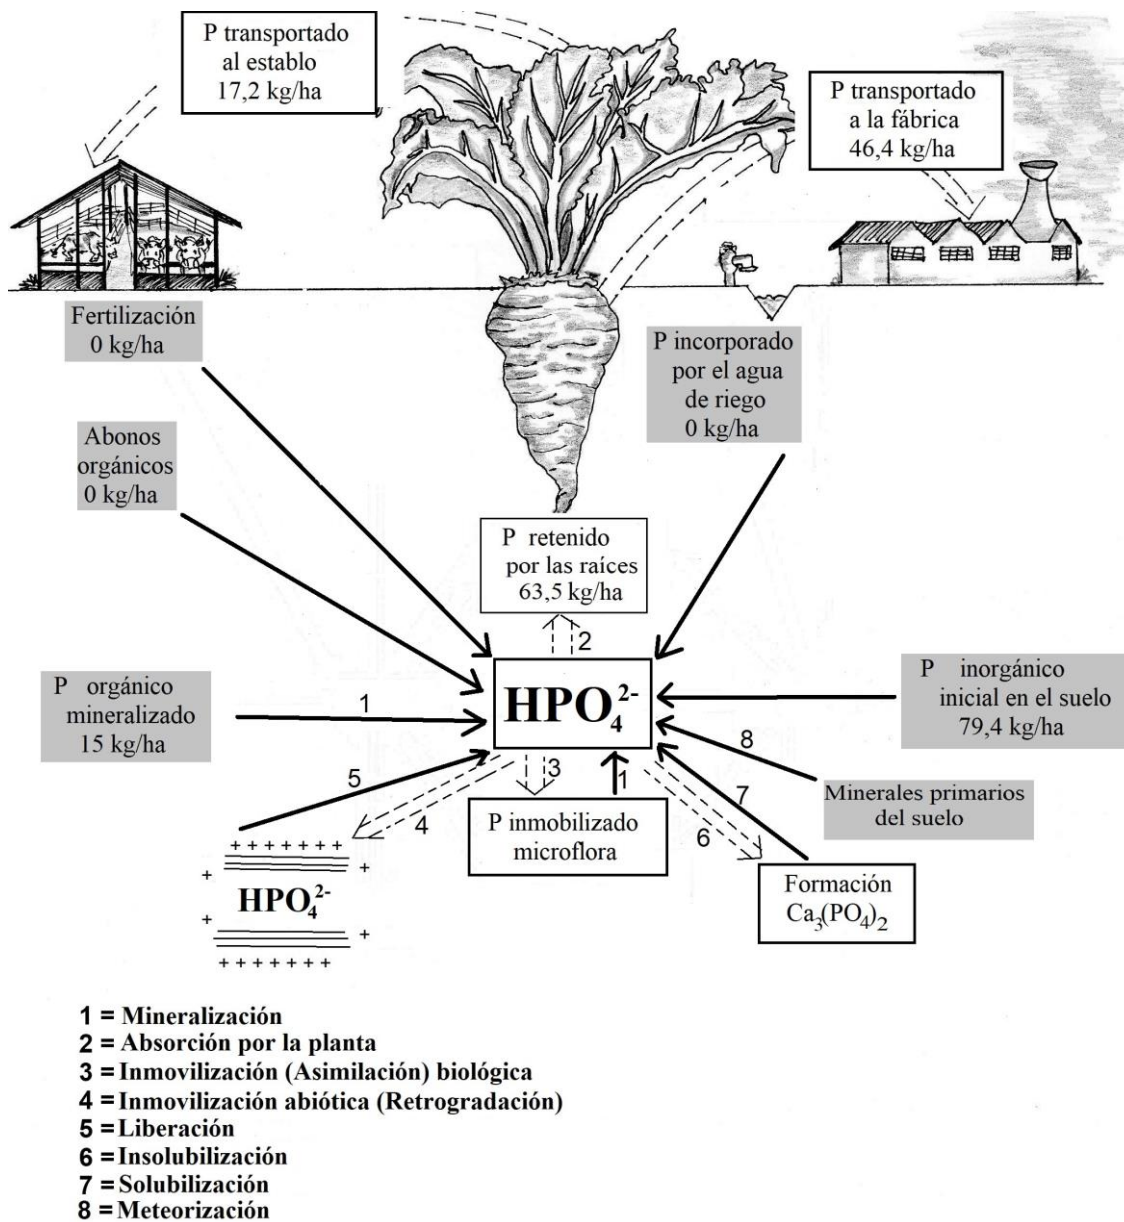 P transportado
al establo
17,2 kg/ha
P transportado
a la fábrica
46,4 kg/ha
Fertilización
0 kg/ha
P incorporado
por el agua
de riego
0 kg/ha
Abonos
orgánicos
0 kg/ha
P retenido
por las raíces
63,5 kg/ha
2
P orgánico
mineralizado
15 kg/ha
1
HPO₄²⁻
P inorgánico
inicial en el suelo
79,4 kg/ha
8
Minerales primarios
del suelo
5
4
3
1
7
6
P inmobilizado
microflora
Formación
Ca₃(PO₄)₂
+ + + + + + +
+ +
HPO₄²⁻
+ +
+ + + + + + +
1 = Mineralización
2 = Absorción por la planta
3 = Inmovilización (Asimilación) biológica
4 = Inmovilización abiótica (Retrogradación)
5 = Liberación
6 = Insolubilización
7 = Solubilización
8 = Meteorización